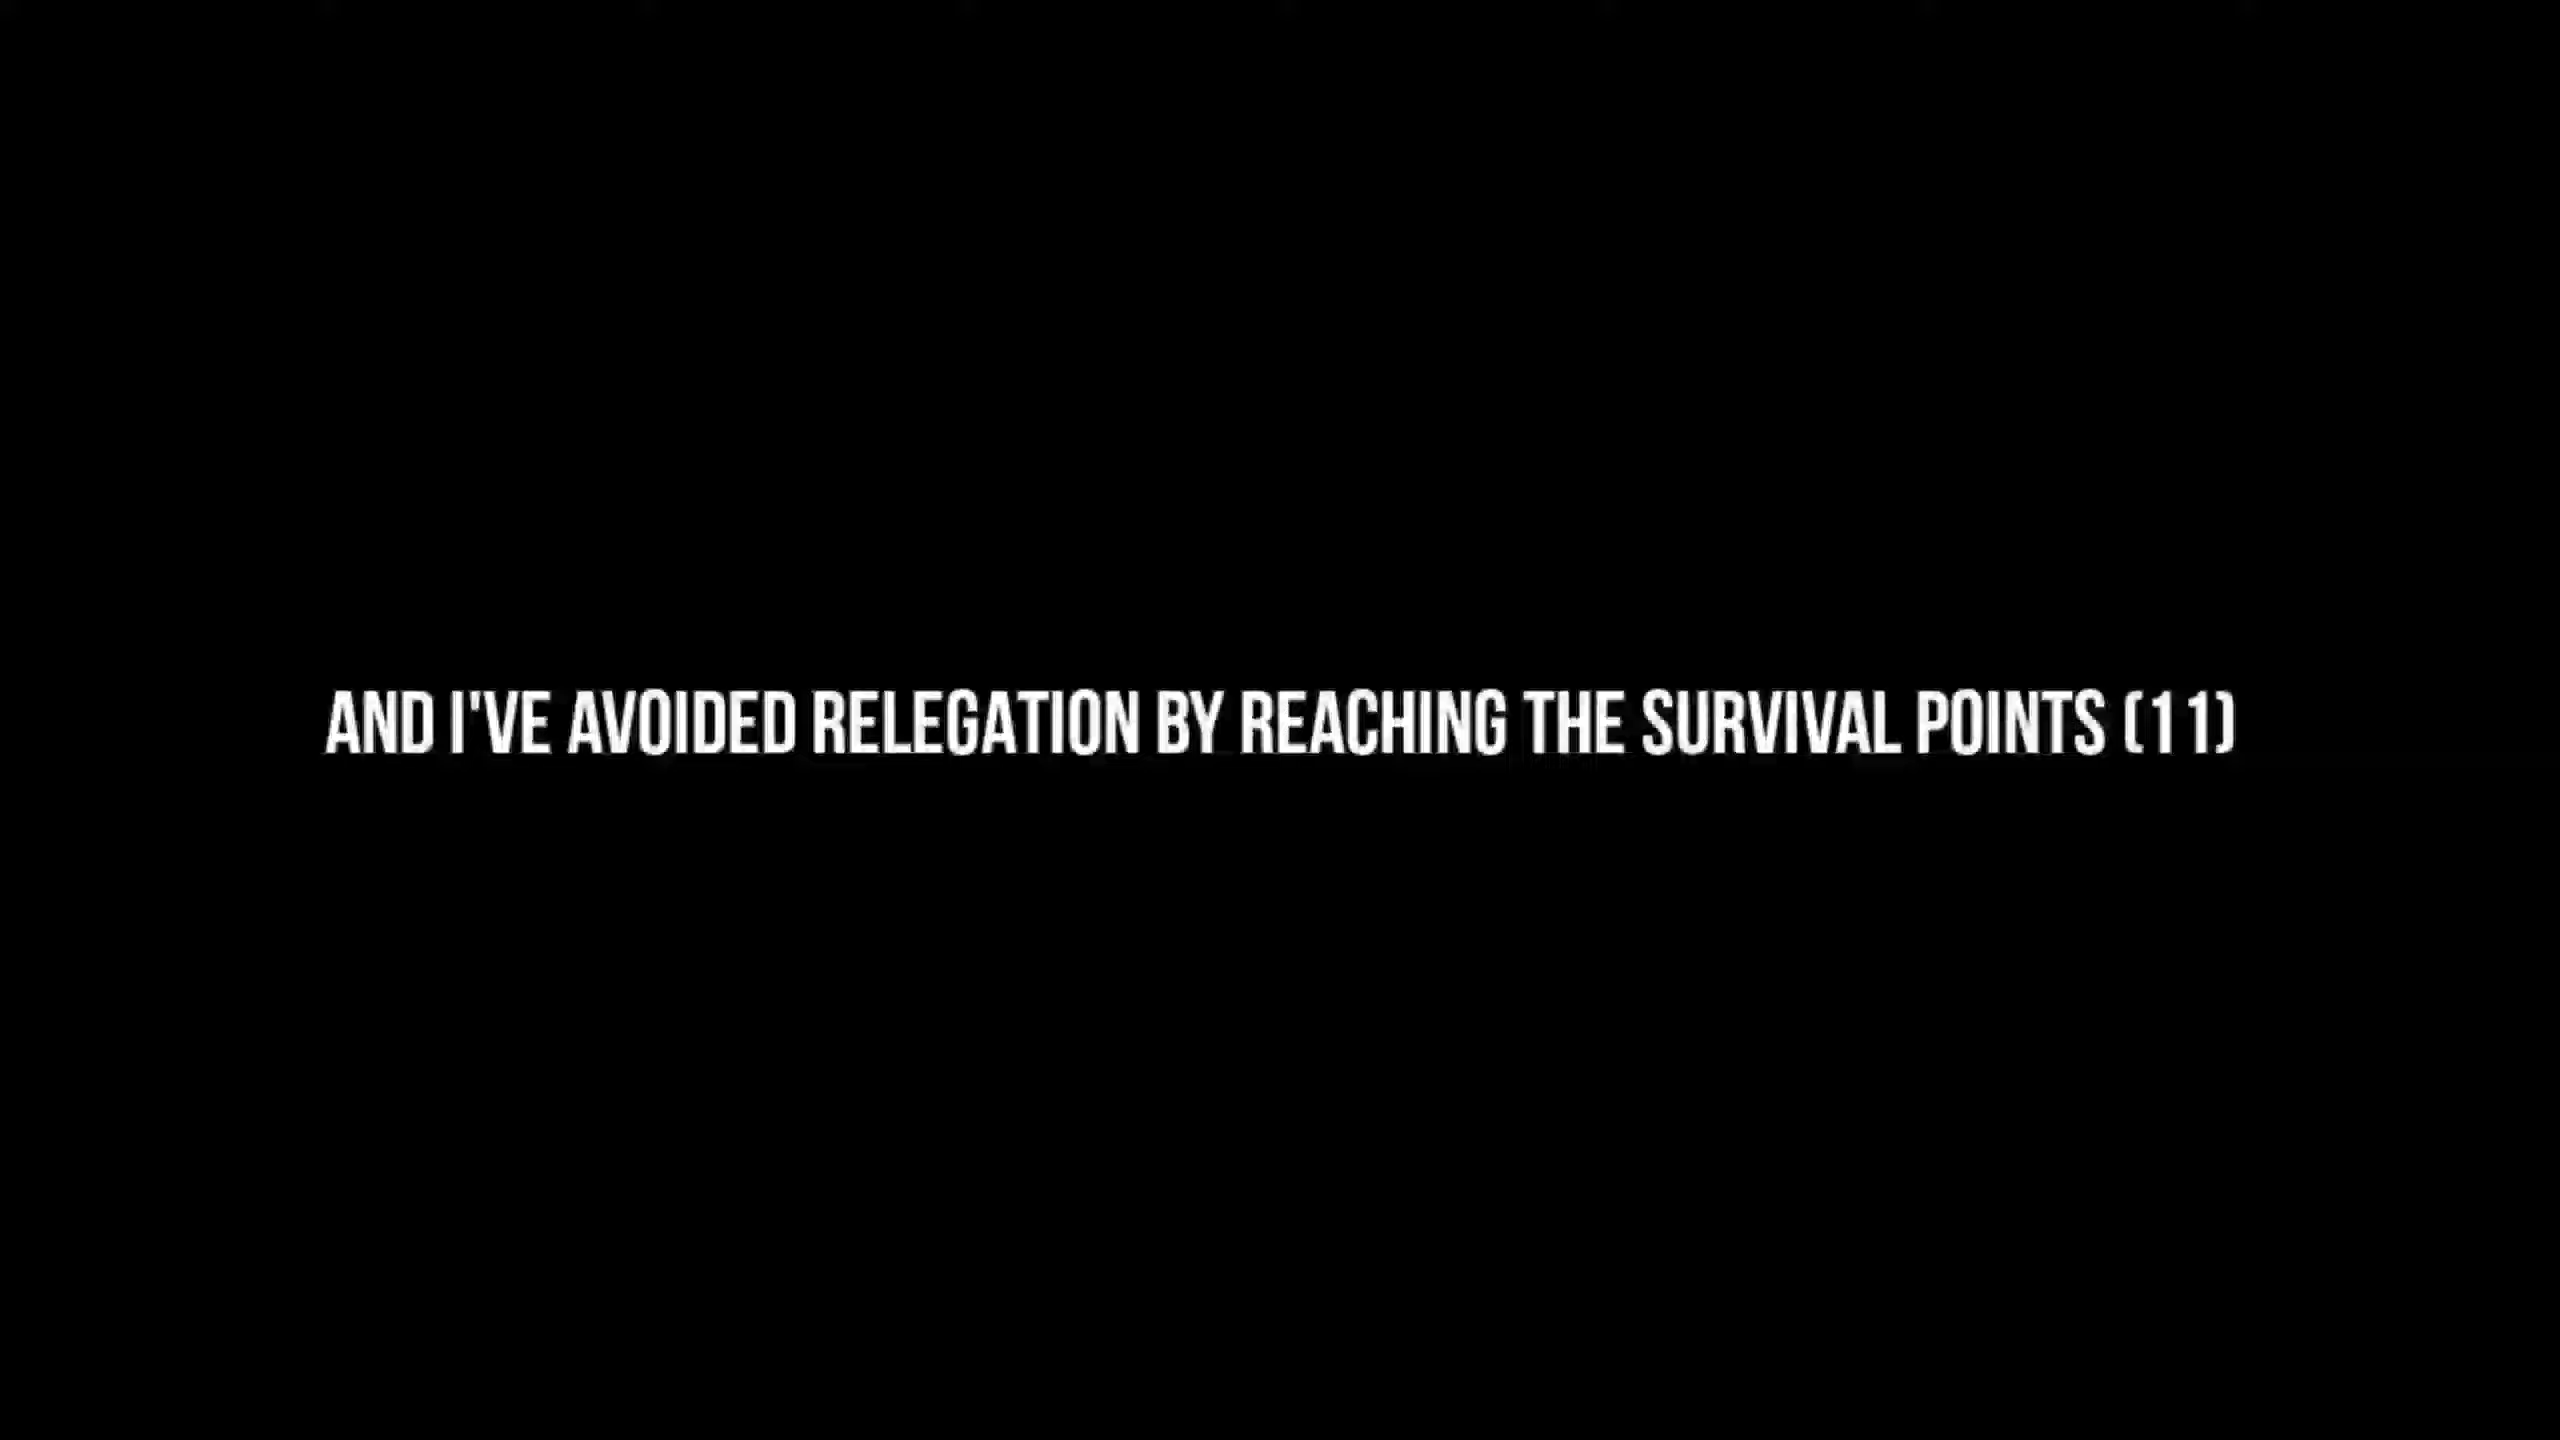 AND I'VE AVOIDED RELEGATION BY REACHING THE SURVIVAL POINTS (11)